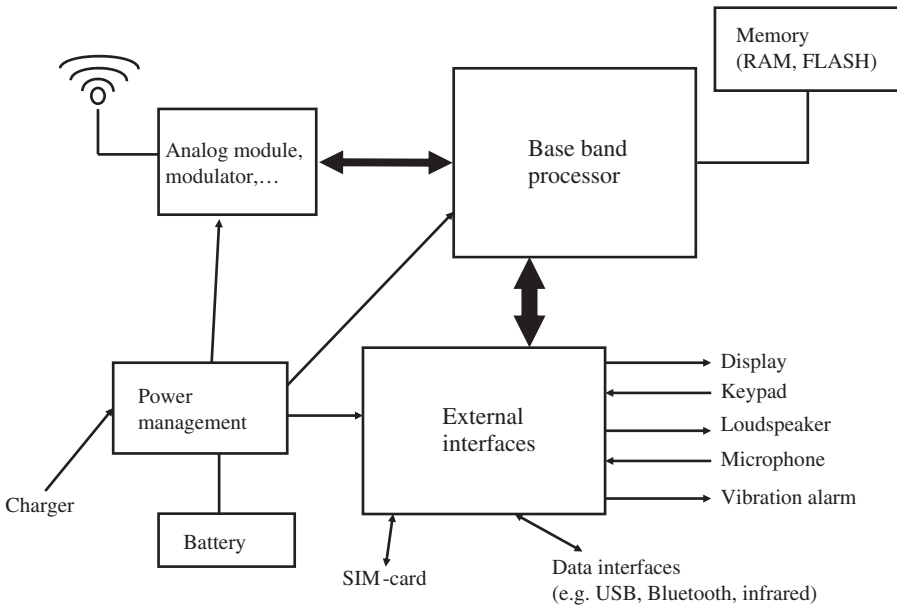 Memory
(RAM, FLASH)
Analog module,
modulator,...
Base band
processor
Power
management
External
interfaces
Display
Keypad
Loudspeaker
Microphone
Vibration alarm
Charger
Battery
SIM-card
Data interfaces
(e.g. USB, Bluetooth, infrared)